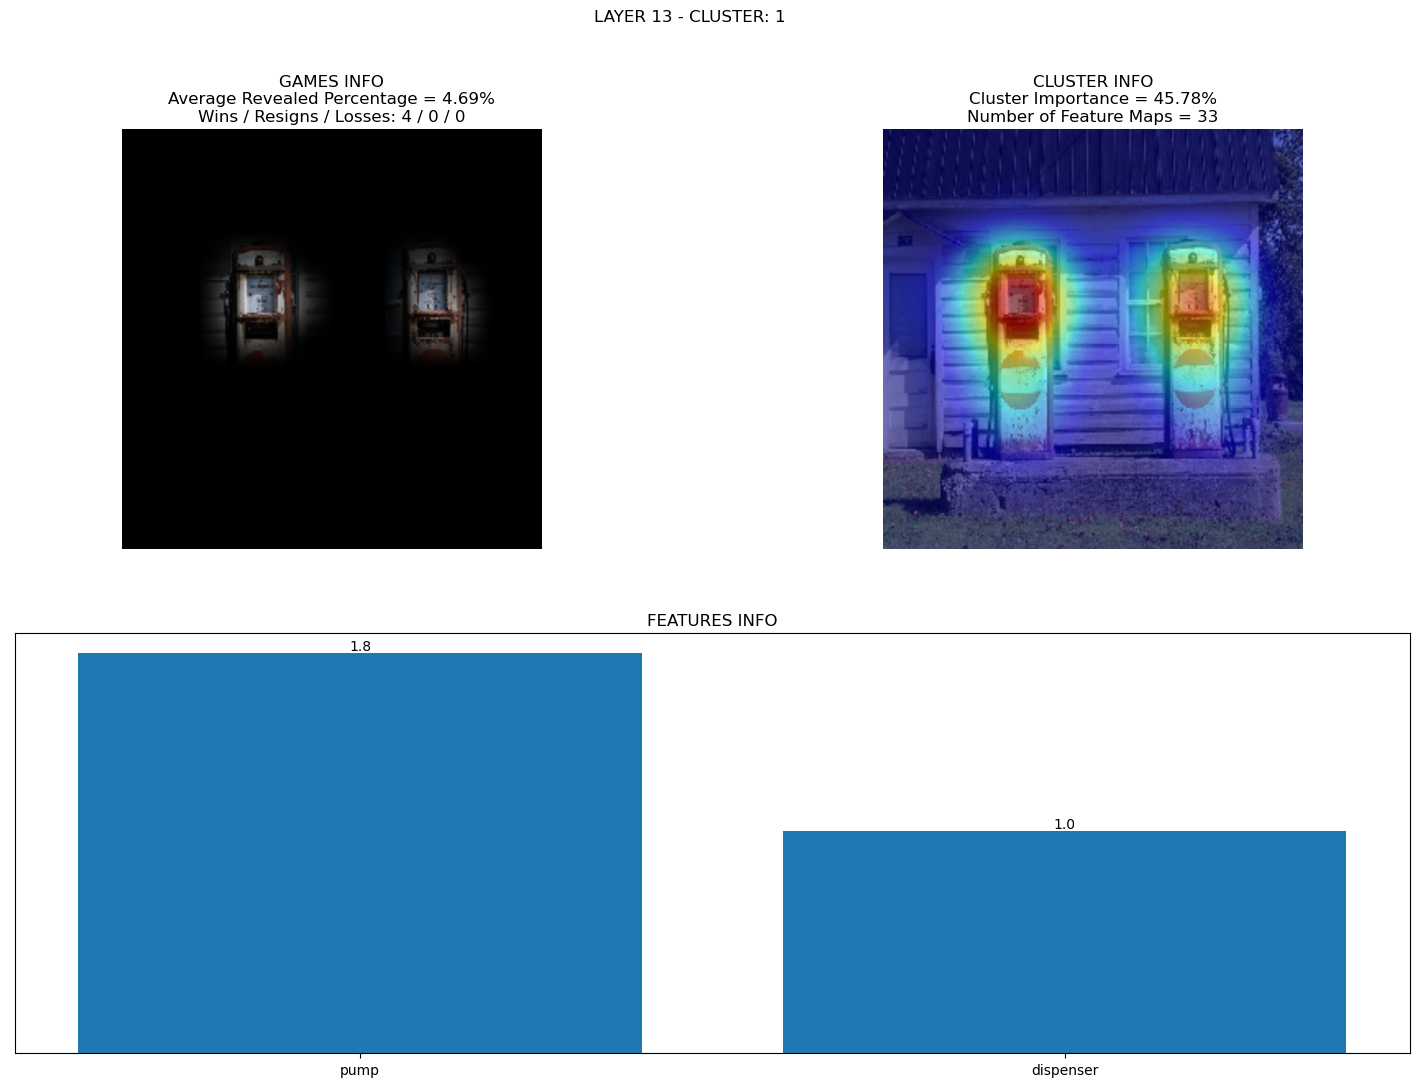 LAYER 13 - CLUSTER: 1
GAMES INFO
Average Revealed Percentage = 4.69%
Wins / Resigns / Losses: 4 / 0 / 0
CLUSTER INFO
Cluster Importance = 45.78%
Number of Feature Maps = 33
FEATURES INFO
1.8
1.0
pump
dispenser